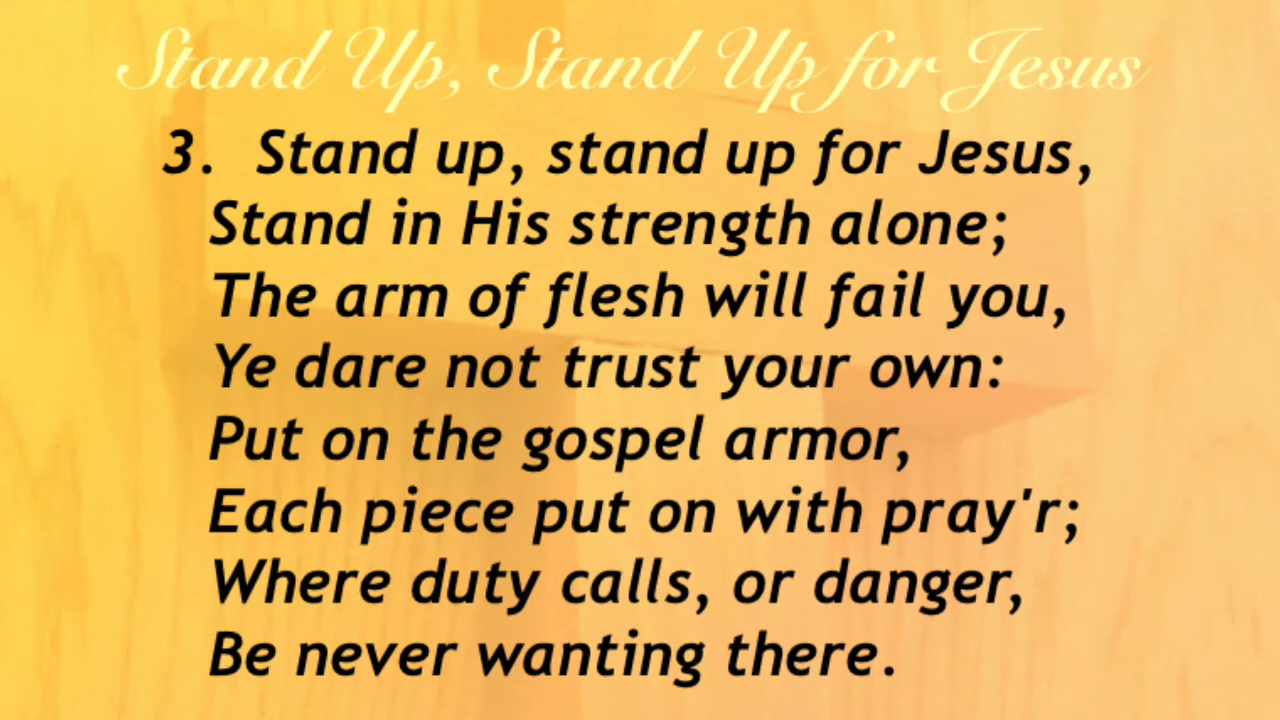 Stand Up, Stand Up for Jesus
3. Stand up, stand up for Jesus,
Stand in His strength alone;
The arm of flesh will fail you,
Ye dare not trust your own:
Put on the gospel armor,
Each piece put on with pray'r;
Where duty calls, or danger,
Be never wanting there.